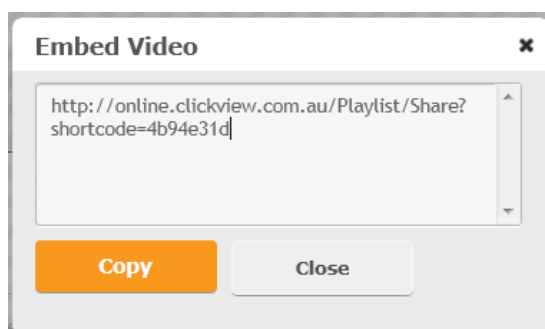 Embed Video
http://online.clickview.com.au/Playlist/Share?
shortcode=4b94e31d
Copy
Close